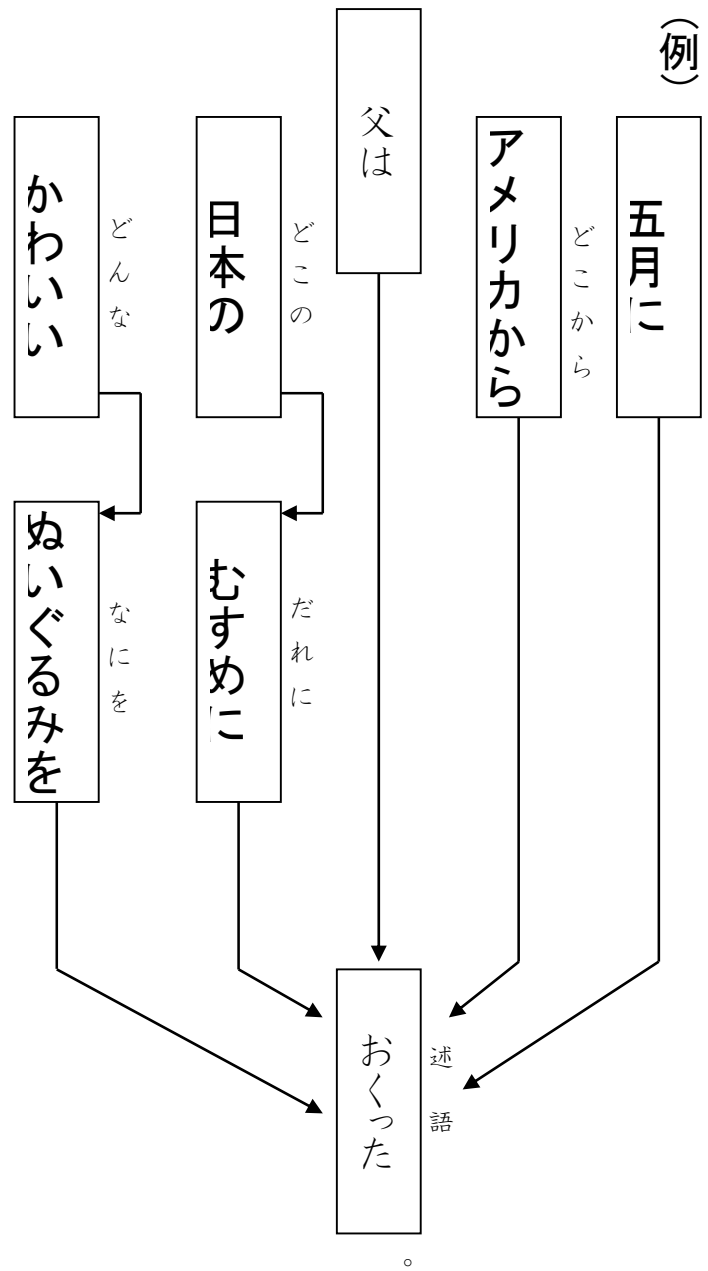 (例)
五月に
どこから
アメリカから
父は
述語
おくった。
どこの
日本の
だれに
むすめに
どんな
かわいい
なにを
ぬいぐるみを